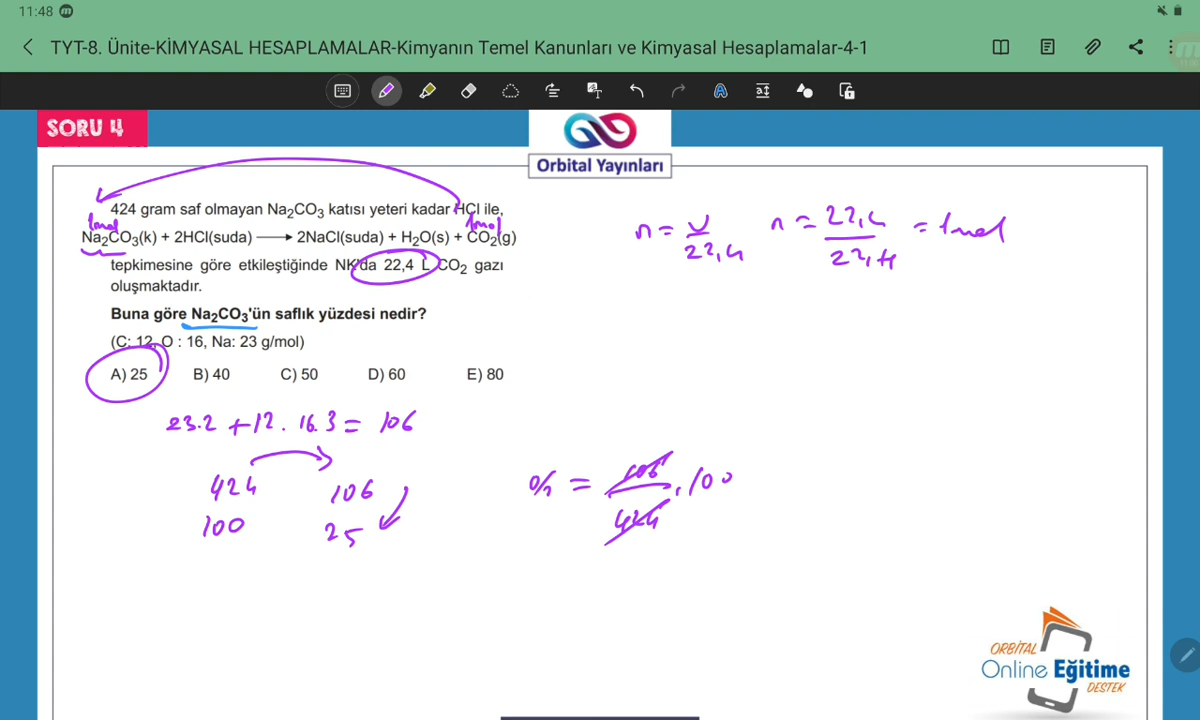 11:48
TYT-8. Ünite-KİMYASAL HESAPLAMALAR-Kimyanın Temel Kanunları ve Kimyasal Hesaplamalar-4-1
SORU 4
Orbital Yayınları
424 gram saf olmayan Na₂CO₃ katısı yeteri kadar HCl ile,
1mol 1mol
Na₂CO₃(k) + 2HCl(suda) ⟶ 2NaCl(suda) + H₂O(s) + CO₂(g)
tepkimesine göre etkileştiğinde NK'da 22,4 L CO₂ gazı
oluşmaktadır.
Buna göre Na₂CO₃'ün saflık yüzdesi nedir?
(C: 12, O : 16, Na: 23 g/mol)
A) 25 B) 40 C) 50 D) 60 E) 80
n = V/22,4 n = 22,4/22,4 = 1mol
23.2 + 12 . 16.3 = 106
424 106
100 25
% = 106/424 . 100
ORBİTAL
Online Eğitime
DESTEK